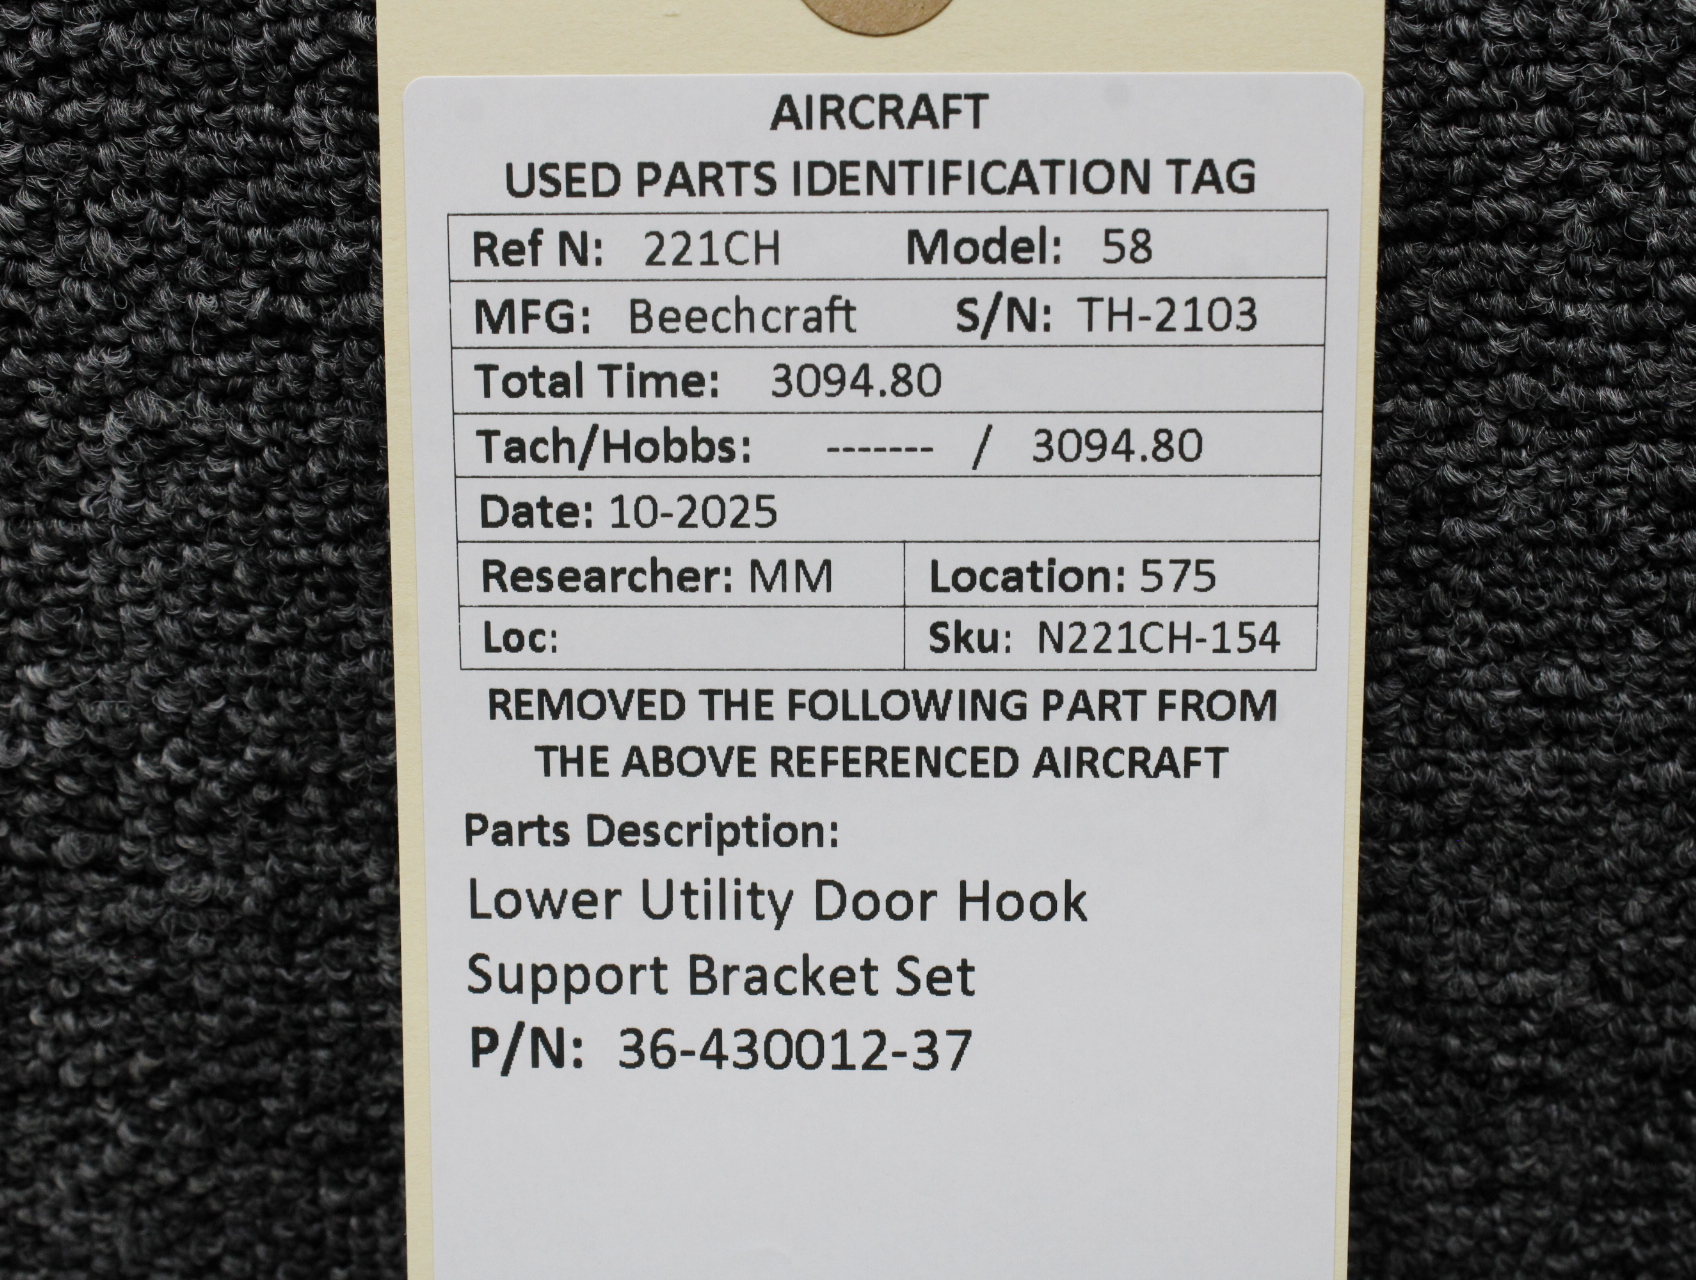 AIRCRAFT
USED PARTS IDENTIFICATION TAG
Ref N: 221CH Model: 58
MFG: Beechcraft S/N: TH-2103
Total Time: 3094.80
Tach/Hobbs: ------- / 3094.80
Date: 10-2025
Researcher: MM Location: 575
Loc: Sku: N221CH-154
REMOVED THE FOLLOWING PART FROM
THE ABOVE REFERENCED AIRCRAFT
Parts Description:
Lower Utility Door Hook
Support Bracket Set
P/N: 36-430012-37